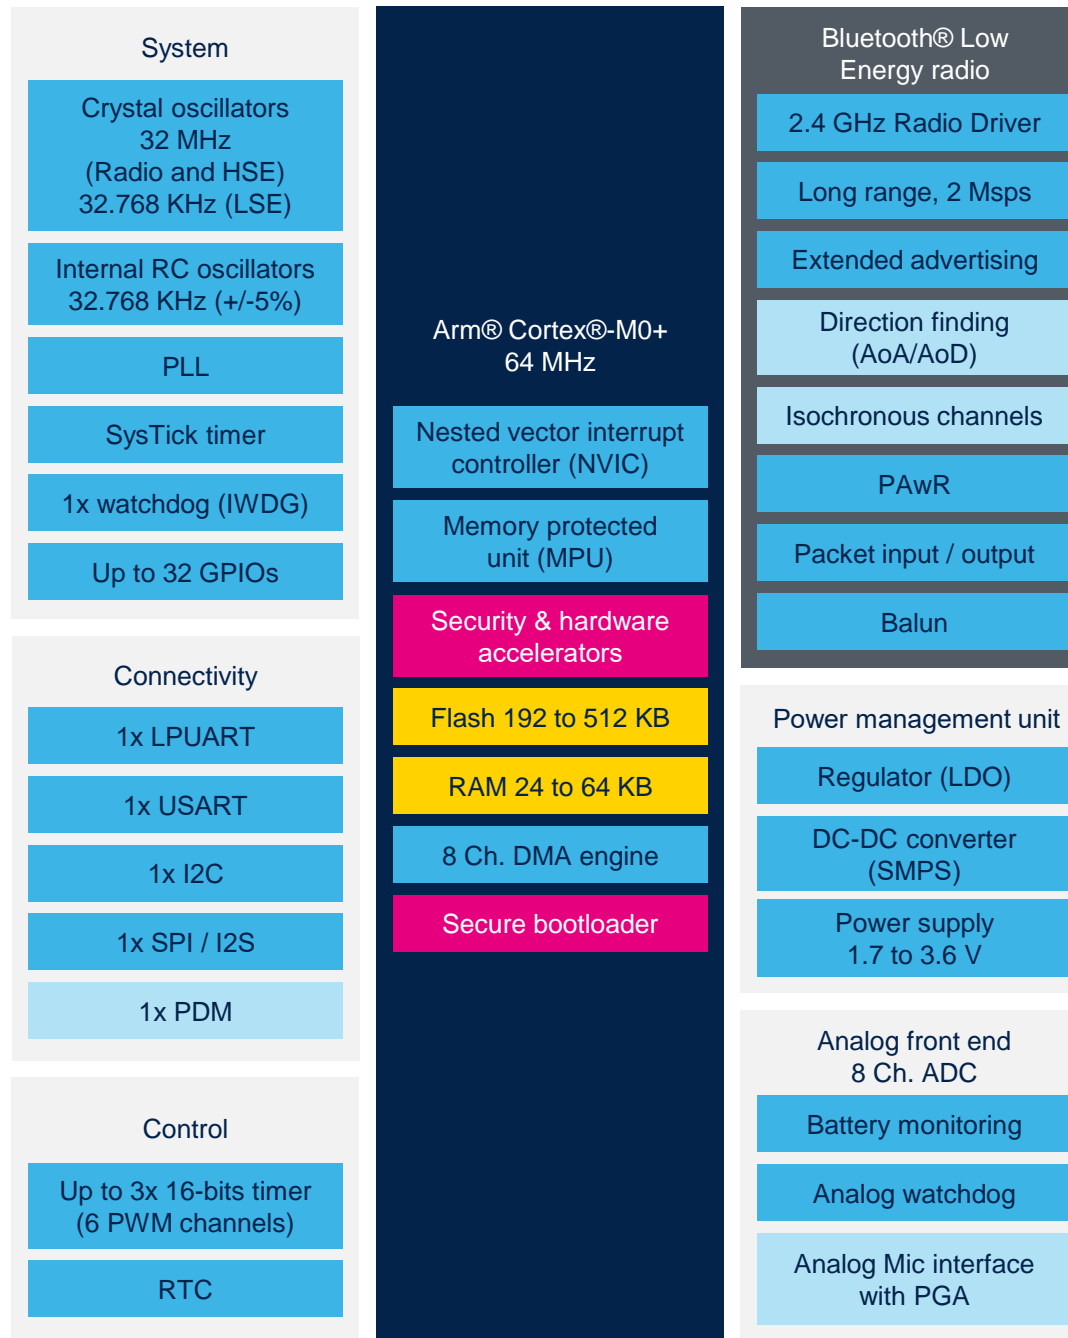 System
Crystal oscillators
32 MHz
(Radio and HSE)
32.768 KHz (LSE)
Internal RC oscillators
32.768 KHz (+/-5%)
PLL
SysTick timer
1x watchdog (IWDG)
Up to 32 GPIOs
Connectivity
1x LPUART
1x USART
1x I2C
1x SPI / I2S
1x PDM
Control
Up to 3x 16-bits timer
(6 PWM channels)
RTC
Arm® Cortex®-M0+
64 MHz
Nested vector interrupt
controller (NVIC)
Memory protected
unit (MPU)
Security & hardware
accelerators
Flash 192 to 512 KB
RAM 24 to 64 KB
8 Ch. DMA engine
Secure bootloader
Bluetooth® Low
Energy radio
2.4 GHz Radio Driver
Long range, 2 Msps
Extended advertising
Direction finding
(AoA/AoD)
Isochronous channels
PAwR
Packet input / output
Balun
Power management unit
Regulator (LDO)
DC-DC converter
(SMPS)
Power supply
1.7 to 3.6 V
Analog front end
8 Ch. ADC
Battery monitoring
Analog watchdog
Analog Mic interface
with PGA